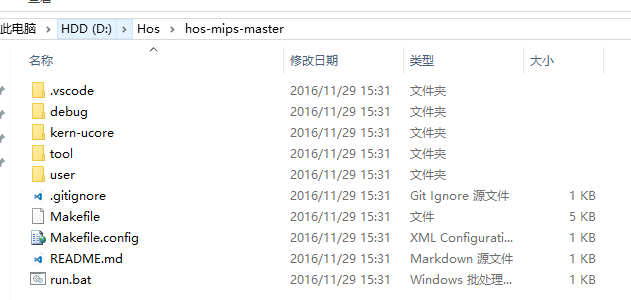 此电脑 > HDD (D:) > Hos > hos-mips-master
名称 修改日期 类型 大小
.vscode 2016/11/29 15:31 文件夹
debug 2016/11/29 15:31 文件夹
kern-ucore 2016/11/29 15:31 文件夹
tool 2016/11/29 15:31 文件夹
user 2016/11/29 15:31 文件夹
.gitignore 2016/11/29 15:31 Git Ignore 源文件 1 KB
Makefile 2016/11/29 15:31 文件 5 KB
Makefile.config 2016/11/29 15:31 XML Configurati... 1 KB
README.md 2016/11/29 15:31 Markdown 源文件 1 KB
run.bat 2016/11/29 15:31 Windows 批处理... 1 KB